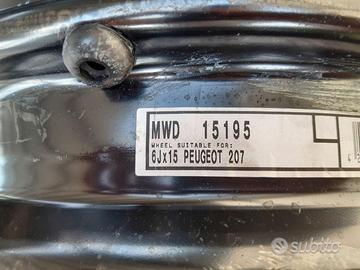 MWD 15195
WHEEL SUITABLE FOR:
6Jx15 PEUGEOT 207
subito